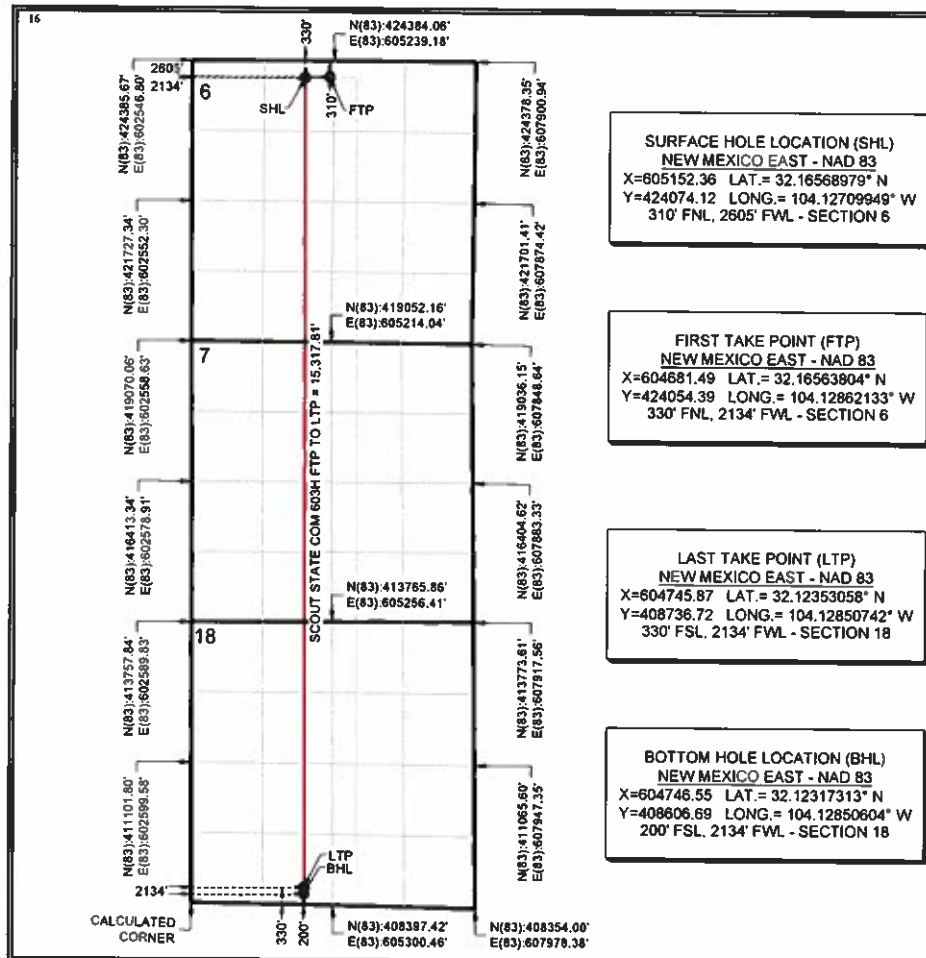 16
330'
N(83):424384.06'
E(83):605239.18'
2605'
2134'
6
SHL
310'
FTP
N(83):424385.67'
E(83):602546.80'
N(83):424378.35'
E(83):607900.94'
N(83):421727.34'
E(83):602552.30'
N(83):421701.41'
E(83):607874.42'
N(83):419052.16'
E(83):605214.04'
7
N(83):419070.06'
E(83):602558.63'
SCOUT STATE COM 603H FTP TO LTP = 15,317.81'
N(83):419036.15'
E(83):607848.64'
N(83):416413.34'
E(83):602578.91'
N(83):416404.62'
E(83):607883.33'
N(83):413765.86'
E(83):605256.41'
18
N(83):413757.84'
E(83):602589.83'
N(83):413773.61'
E(83):607917.56'
N(83):411101.80'
E(83):602599.58'
N(83):411065.60'
E(83):607947.35'
LTP
BHL
2134'
CALCULATED
CORNER
330'
200'
N(83):408397.42'
E(83):605300.46'
N(83):408354.00'
E(83):607978.38'
SURFACE HOLE LOCATION (SHL)
NEW MEXICO EAST - NAD 83
X=605152.36 LAT.= 32.16568979° N
Y=424074.12 LONG.= 104.12709949° W
310' FNL, 2605' FWL - SECTION 6
FIRST TAKE POINT (FTP)
NEW MEXICO EAST - NAD 83
X=604681.49 LAT.= 32.16563804° N
Y=424054.39 LONG.= 104.12862133° W
330' FNL, 2134' FWL - SECTION 6
LAST TAKE POINT (LTP)
NEW MEXICO EAST - NAD 83
X=604745.87 LAT.= 32.12353058° N
Y=408736.72 LONG.= 104.12850742° W
330' FSL, 2134' FWL - SECTION 18
BOTTOM HOLE LOCATION (BHL)
NEW MEXICO EAST - NAD 83
X=604746.55 LAT.= 32.12317313° N
Y=408606.69 LONG.= 104.12850604° W
200' FSL, 2134' FWL - SECTION 18